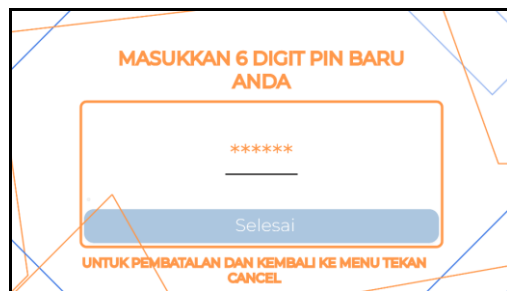 MASUKKAN 6 DIGIT PIN BARU
ANDA
******
Selesai
UNTUK PEMBATALAN DAN KEMBALI KE MENU TEKAN
CANCEL